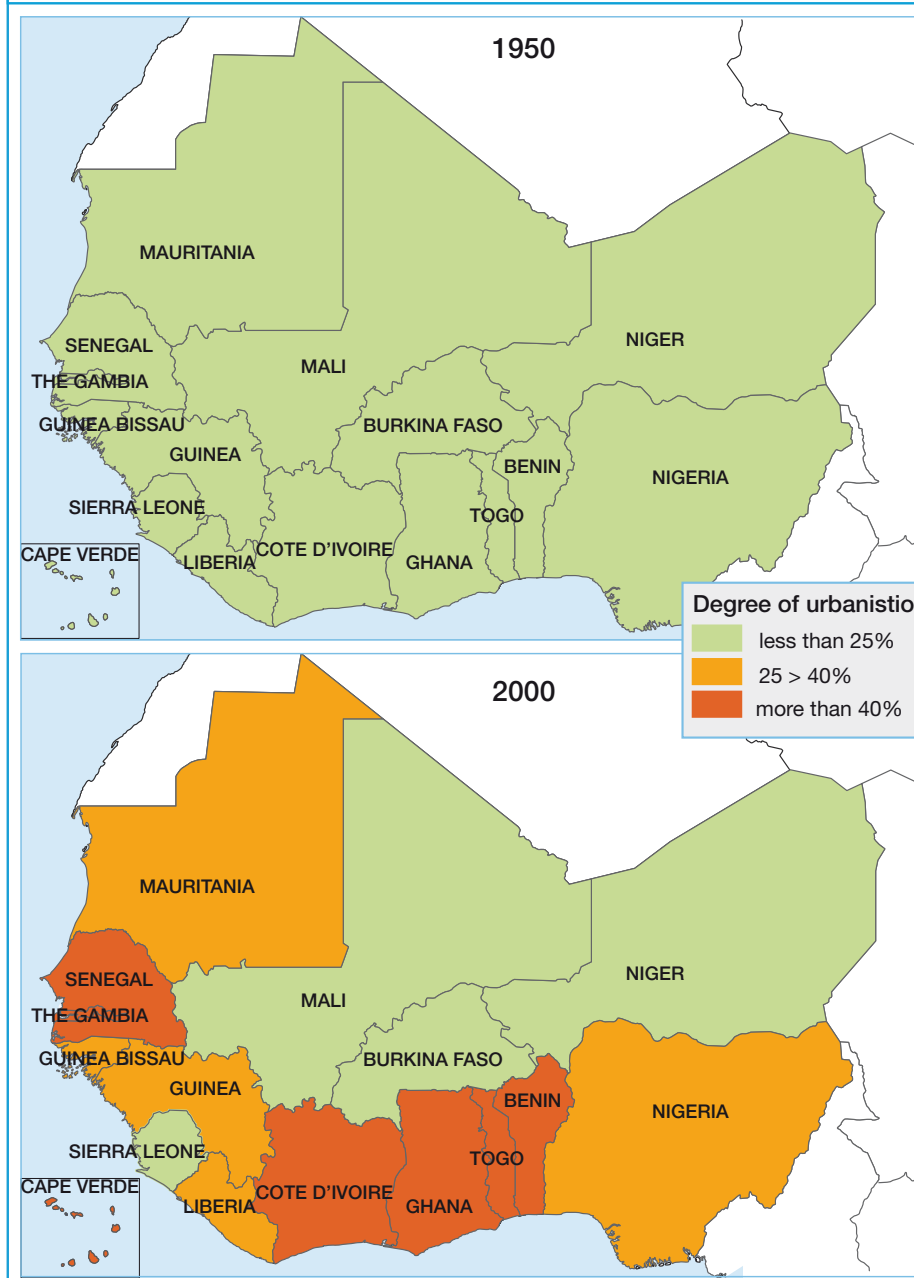 1950
MAURITANIA
SENEGAL
NIGER
MALI
THE GAMBIA
GUINEA BISSAU
BURKINA FASO
GUINEA
BENIN
NIGERIA
SIERRA LEONE
TOGO
CAPE VERDE
COTE D'IVOIRE
LIBERIA
GHANA
Degree of urbanistio
less than 25%
25 > 40%
more than 40%
2000
MAURITANIA
SENEGAL
NIGER
MALI
THE GAMBIA
GUINEA BISSAU
BURKINA FASO
GUINEA
BENIN
NIGERIA
SIERRA LEONE
TOGO
CAPE VERDE
COTE D'IVOIRE
LIBERIA
GHANA